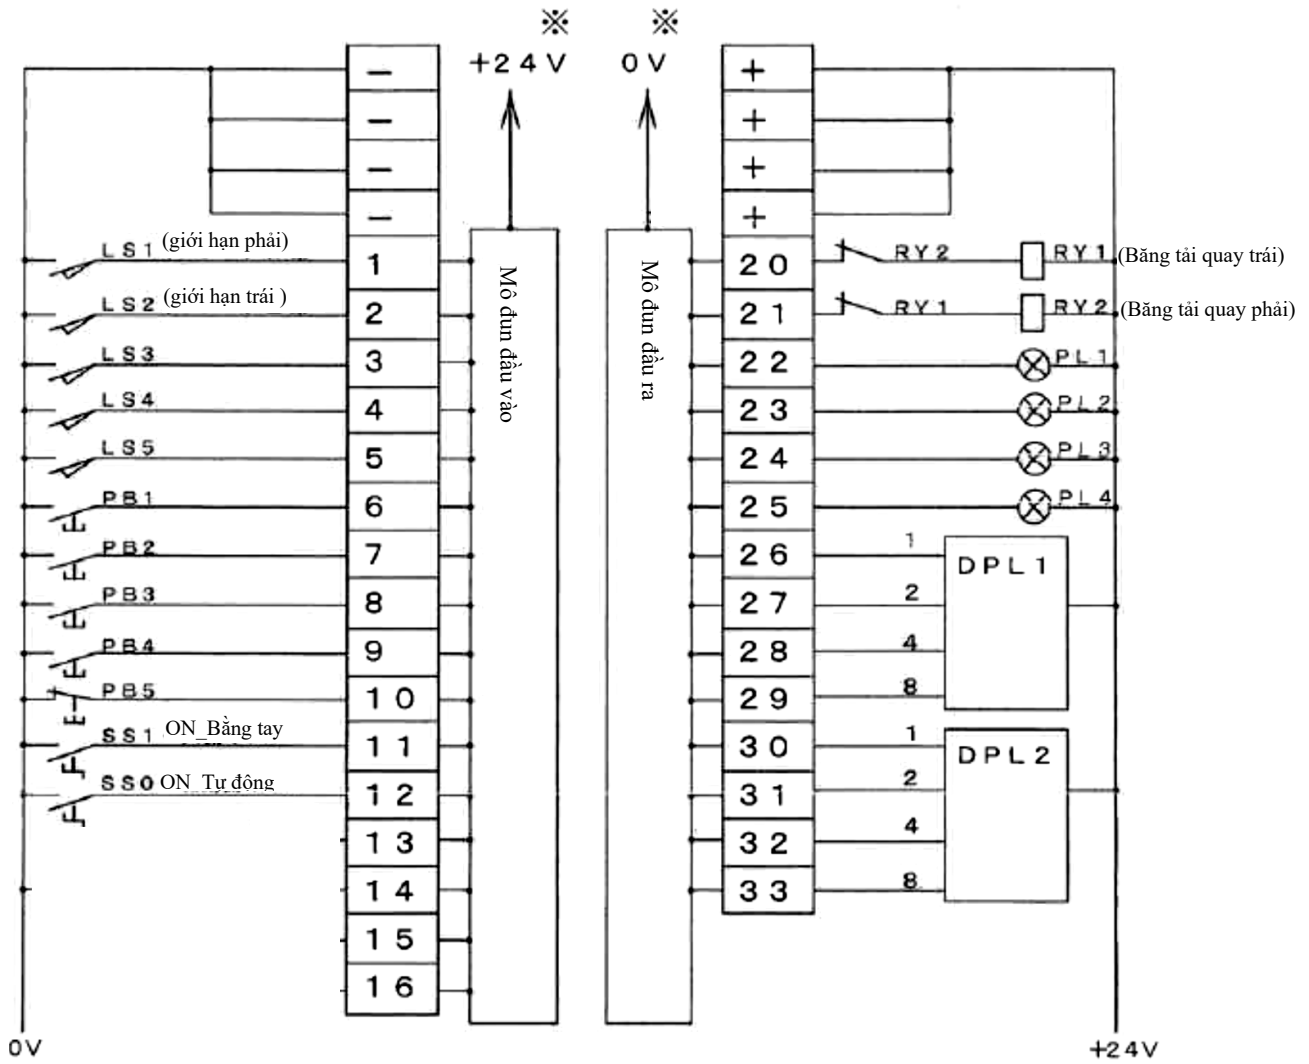 ※ ※
+24V 0V
− +
− +
− +
− +
LS1 (giới hạn phải) 1 20 RY2 RY1 (Băng tải quay trái)
LS2 (giới hạn trái ) 2 21 RY1 RY2 (Băng tải quay phải)
Mô đun đầu vào
Mô đun đầu ra
LS3 3 22 PL1
LS4 4 23 PL2
LS5 5 24 PL3
PB1 6 25 PL4
PB2 7 26 1 DPL1
PB3 8 27 2
PB4 9 28 4
PB5 10 29 8
SS1 ON_Bằng tay 11 30 1 DPL2
SS0 ON_Tự động 12 31 2
13 32 4
14 33 8
15
16
0V +24V